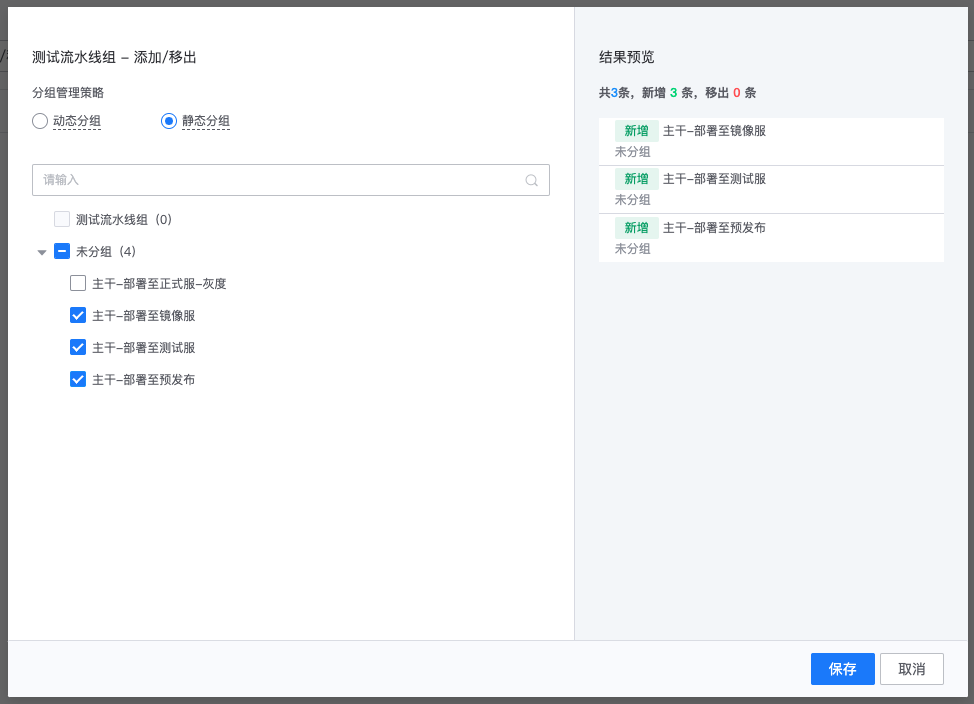 测试流水线组 – 添加/移出
分组管理策略
动态分组
静态分组
请输入
测试流水线组（0）
未分组（4）
主干–部署至正式服–灰度
主干–部署至镜像服
主干–部署至测试服
主干–部署至预发布
结果预览
共3条，新增 3 条，移出 0 条
新增 主干–部署至镜像服
未分组
新增 主干–部署至测试服
未分组
新增 主干–部署至预发布
未分组
保存
取消